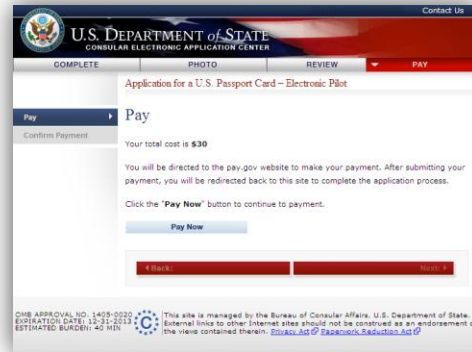 Contact Us
U.S. DEPARTMENT of STATE
CONSULAR ELECTRONIC APPLICATION CENTER
COMPLETE PHOTO REVIEW PAY
Application for a U.S. Passport Card – Electronic Pilot
Pay
Confirm Payment
Pay
Your total cost is $30
You will be directed to the pay.gov website to make your payment. After submitting your
payment, you will be redirected back to this site to complete the application process.
Click the "Pay Now" button to continue to payment.
Pay Now
Back: Next:
OMB APPROVAL NO. 1405-0020
EXPIRATION DATE: 12-31-2013
ESTIMATED BURDEN: 40 MIN
This site is managed by the Bureau of Consular Affairs, U.S. Department of State.
External links to other Internet sites should not be construed as an endorsement
the views contained therein. Privacy Act Paperwork Reduction Act